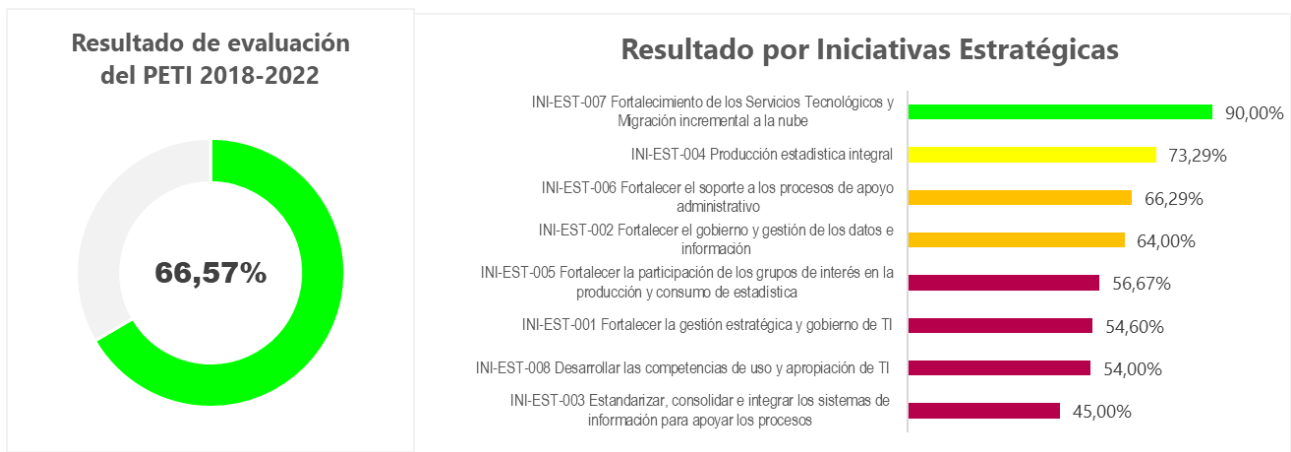 Resultado de evaluación
del PETI 2018-2022
66,57%
Resultado por Iniciativas Estratégicas
INI-EST-007 Fortalecimiento de los Servicios Tecnológicos y
Migración incremental a la nube
90,00%
INI-EST-004 Producción estadística integral
73,29%
INI-EST-006 Fortalecer el soporte a los procesos de apoyo
administrativo
66,29%
INI-EST-002 Fortalecer el gobierno y gestión de los datos e
información
64,00%
INI-EST-005 Fortalecer la participación de los grupos de interés en la
producción y consumo de estadística
56,67%
INI-EST-001 Fortalecer la gestión estratégica y gobierno de TI
54,60%
INI-EST-008 Desarrollar las competencias de uso y apropiación de TI
54,00%
INI-EST-003 Estandarizar, consolidar e integrar los sistemas de
información para apoyar los procesos
45,00%